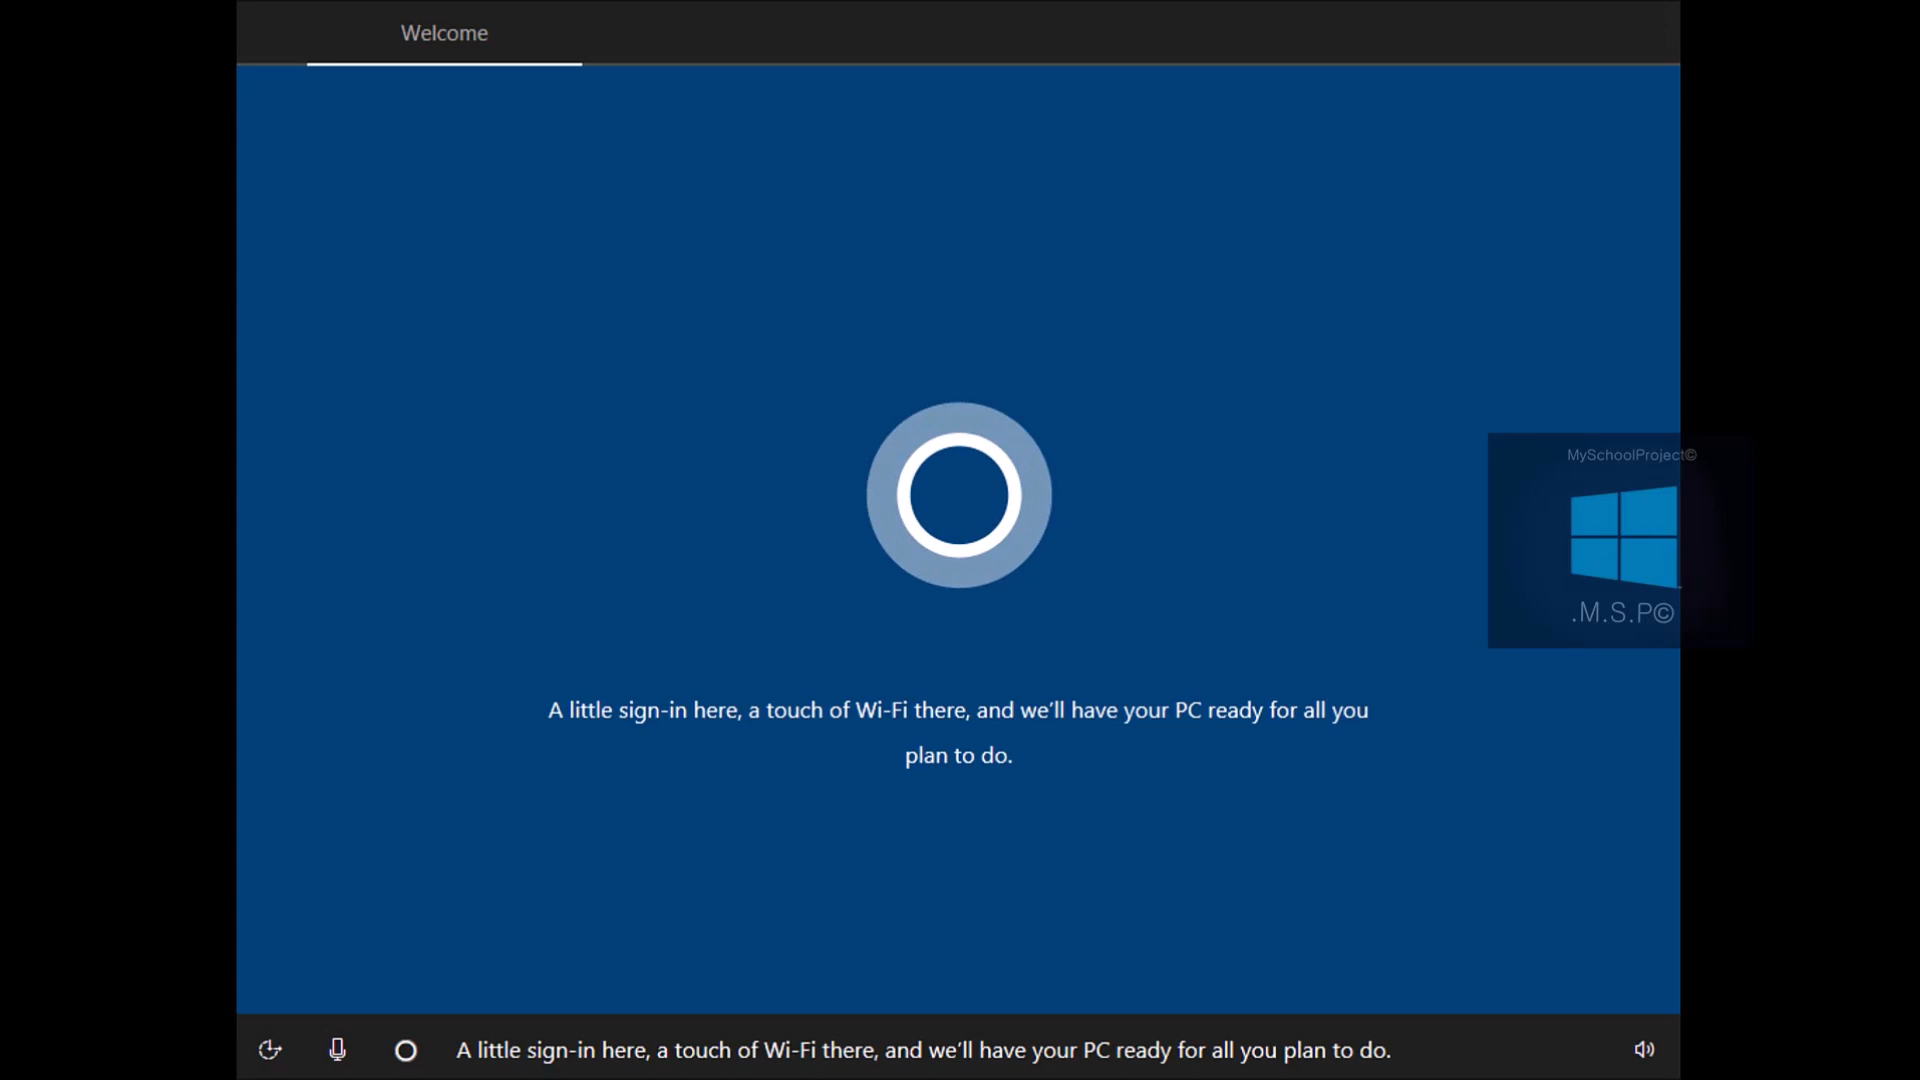 Welcome
MySchoolProject©
.M.S.P©
A little sign-in here, a touch of Wi-Fi there, and we’ll have your PC ready for all you
plan to do.
A little sign-in here, a touch of Wi-Fi there, and we’ll have your PC ready for all you plan to do.